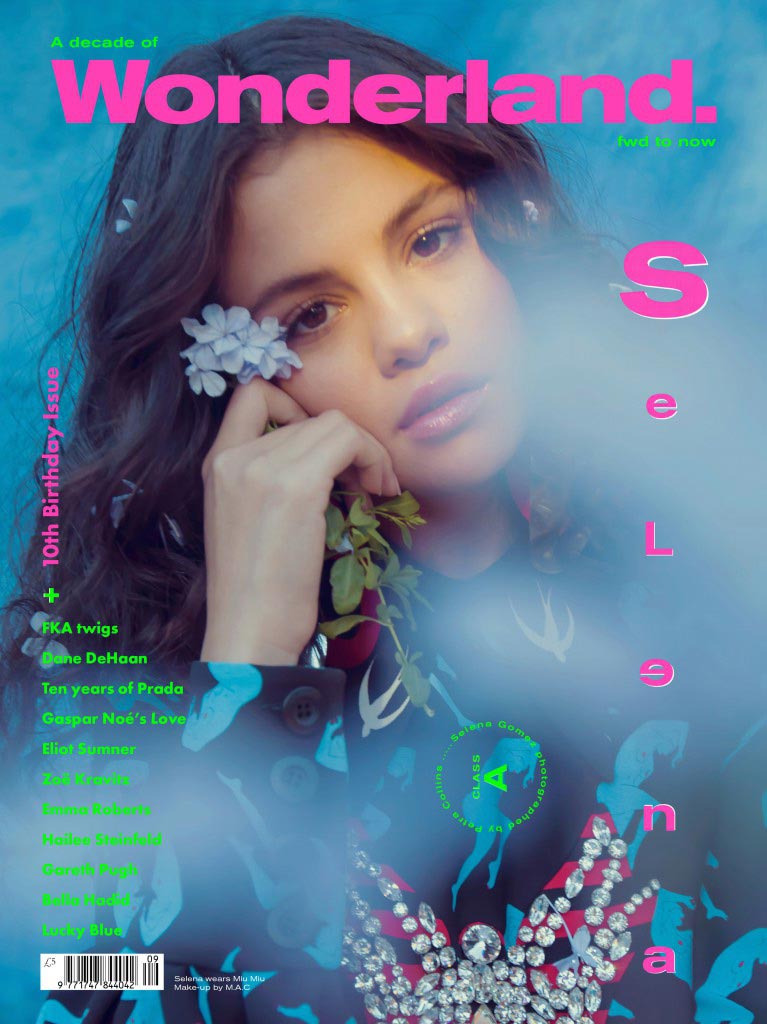 A decade of
Wonderland.
fwd to now
SeLena
10th Birthday Issue
+
FKA twigs
Dane DeHaan
Ten years of Prada
Gaspar Noé's Love
Eliot Sumner
Zoë Kravitz
Emma Roberts
Hailee Steinfeld
Gareth Pugh
Bella Hadid
Lucky Blue
Selena Gomez photographed by Petra Collins .....
CLASS
A
£5
09
9 771747 844042
Selena wears Miu Miu
Make-up by M.A.C